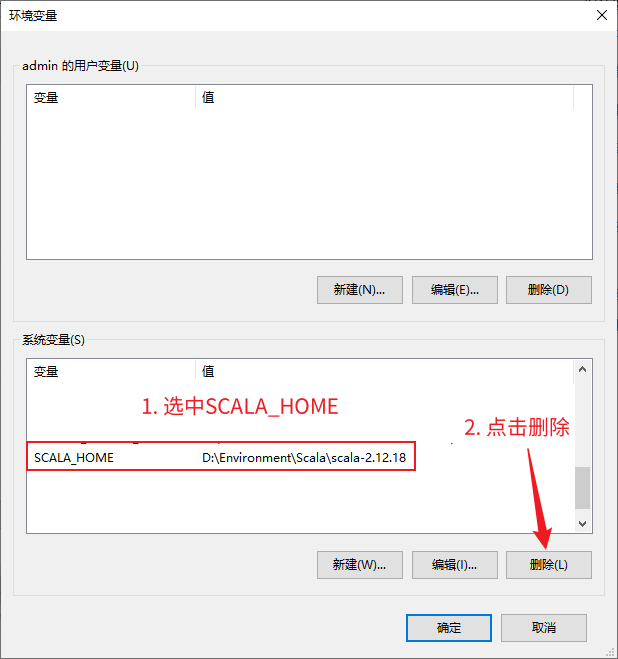 环境变量
admin 的用户变量(U)
变量 值
新建(N)... 编辑(E)... 删除(D)
系统变量(S)
变量 值
1. 选中SCALA_HOME
2. 点击删除
SCALA_HOME D:\Environment\Scala\scala-2.12.18
新建(W)... 编辑(I)... 删除(L)
确定 取消